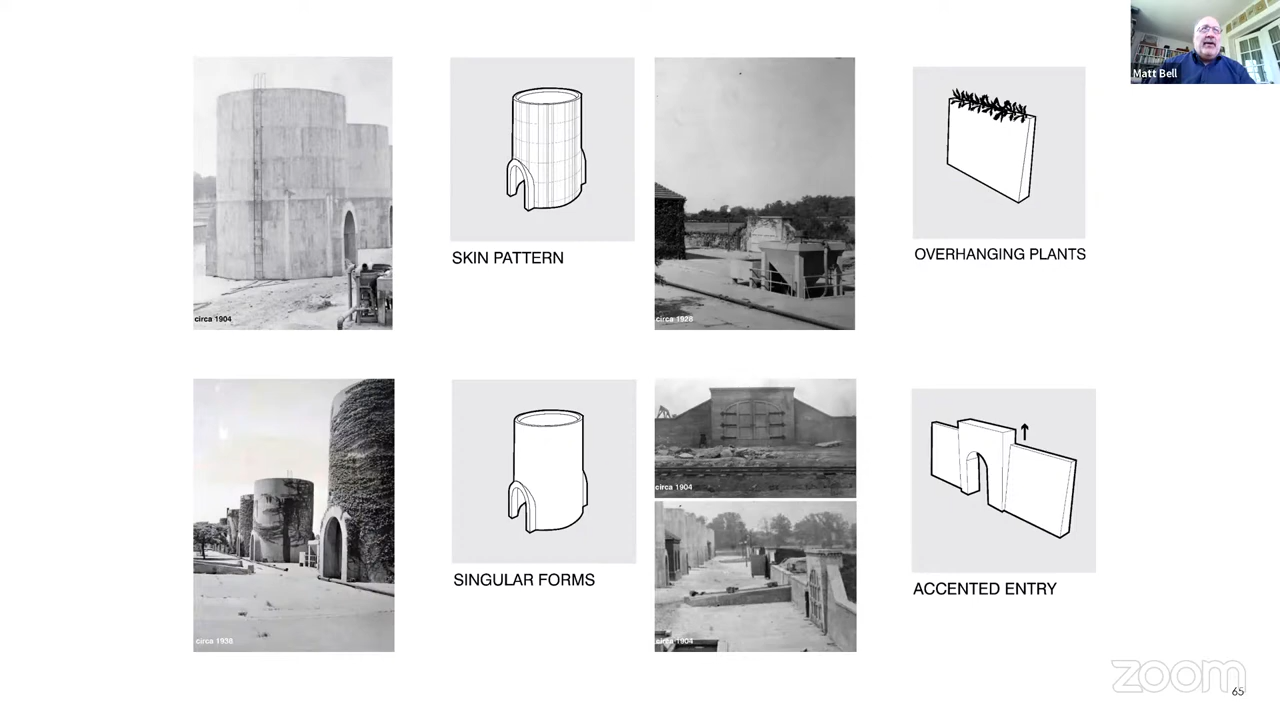 Matt Bell
circa 1904
SKIN PATTERN
circa 1928
OVERHANGING PLANTS
circa 1938
SINGULAR FORMS
circa 1904
circa 1904
ACCENTED ENTRY
zoom
65